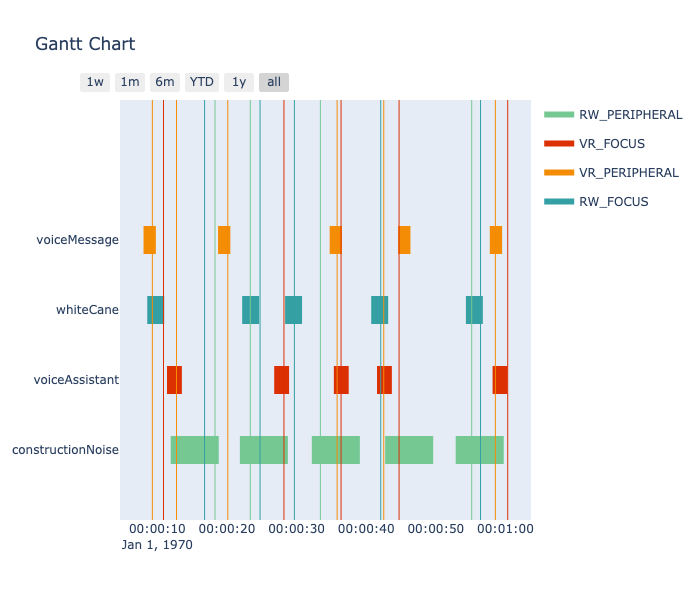 Gantt Chart
1w 1m 6m YTD 1y all
RW_PERIPHERAL
VR_FOCUS
VR_PERIPHERAL
RW_FOCUS
voiceMessage
whiteCane
voiceAssistant
constructionNoise
00:00:10 00:00:20 00:00:30 00:00:40 00:00:50 00:01:00
Jan 1, 1970